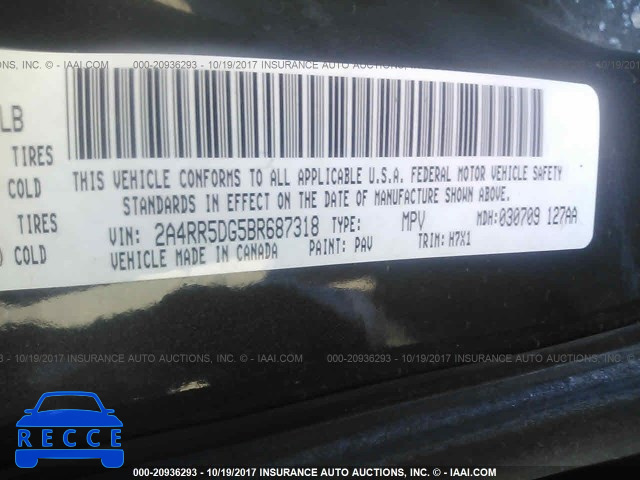 TIONS, INC. - © IAAI.COM 000-20936293 - 10/19/2017 INSURANCE AUTO AUCTIONS, INC. - © IAAI.COM 000-20936293 -
LB
TIRES
COLD
TIRES
COLD
THIS VEHICLE CONFORMS TO ALL APPLICABLE U.S.A. FEDERAL MOTOR VEHICLE SAFETY
STANDARDS IN EFFECT ON THE DATE OF MANUFACTURE SHOWN ABOVE.
VIN: 2A4RR5DG5BR687318 TYPE: MPV MDH: 030709 127AA
VEHICLE MADE IN CANADA PAINT: PAV TRIM: H7X1
- 10/19/2017 INSURANCE AUTO AUCTIONS, INC. - © IAAI.COM 000-20936293 - 10/19/2017 INSURANCE AUTO AUCTIONS, INC.
RECCE
000-20936293 - 10/19/2017 INSURANCE AUTO AUCTIONS, INC. - © IAAI.COM